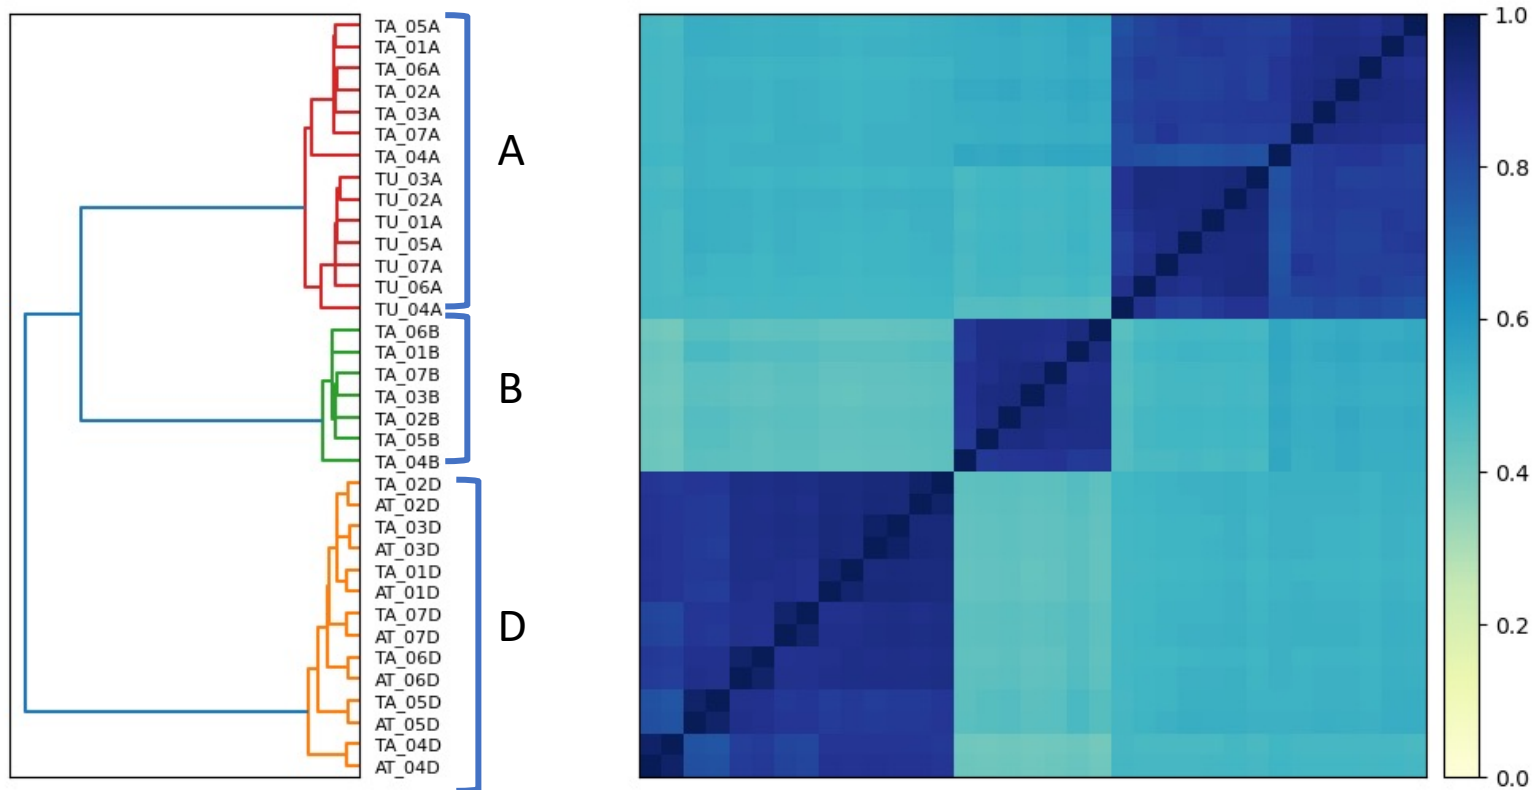 TA_05A
TA_01A
TA_06A
TA_02A
TA_03A
TA_07A
TA_04A
TU_03A
TU_02A
TU_01A
TU_05A
TU_07A
TU_06A
TU_04A
TA_06B
TA_01B
TA_07B
TA_03B
TA_02B
TA_05B
TA_04B
TA_02D
AT_02D
TA_03D
AT_03D
TA_01D
AT_01D
TA_07D
AT_07D
TA_06D
AT_06D
TA_05D
AT_05D
TA_04D
AT_04D
A
B
D
1.0
0.8
0.6
0.4
0.2
0.0